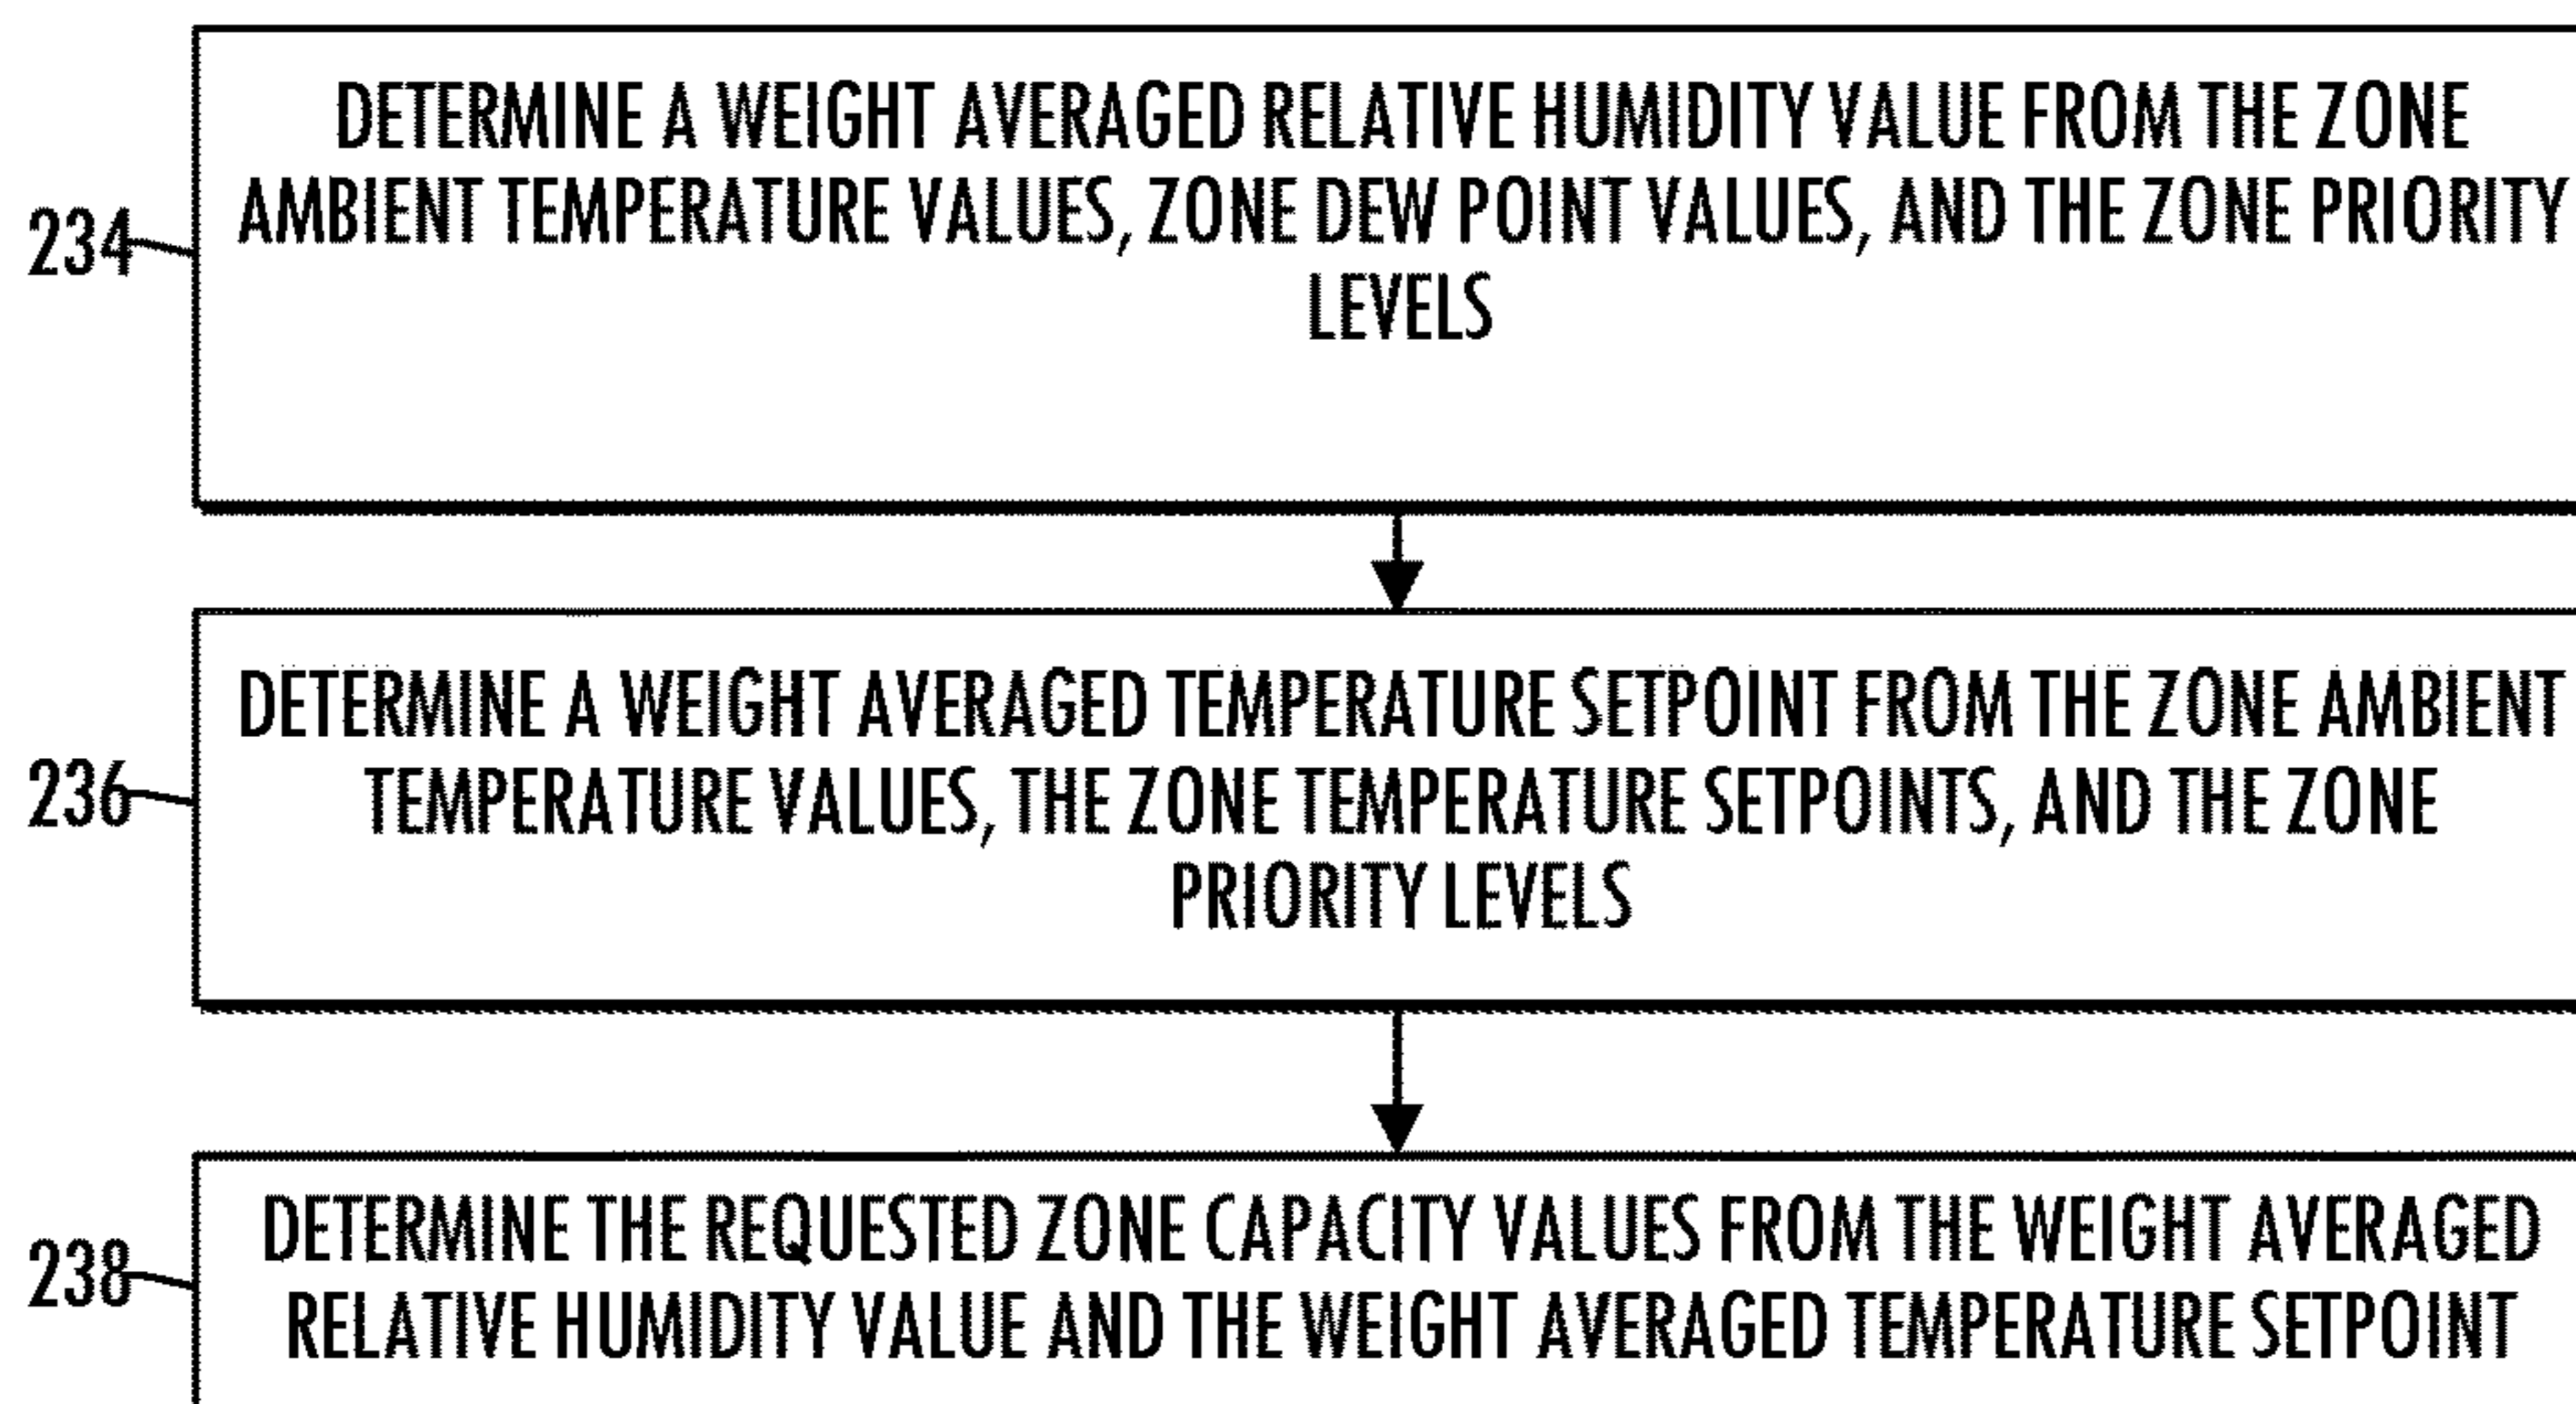 DETERMINE A WEIGHT AVERAGED RELATIVE HUMIDITY VALUE FROM THE ZONE
AMBIENT TEMPERATURE VALUES, ZONE DEW POINT VALUES, AND THE ZONE PRIORITY
LEVELS
234
DETERMINE A WEIGHT AVERAGED TEMPERATURE SETPOINT FROM THE ZONE AMBIENT
TEMPERATURE VALUES, THE ZONE TEMPERATURE SETPOINTS, AND THE ZONE
PRIORITY LEVELS
236
DETERMINE THE REQUESTED ZONE CAPACITY VALUES FROM THE WEIGHT AVERAGED
RELATIVE HUMIDITY VALUE AND THE WEIGHT AVERAGED TEMPERATURE SETPOINT
238